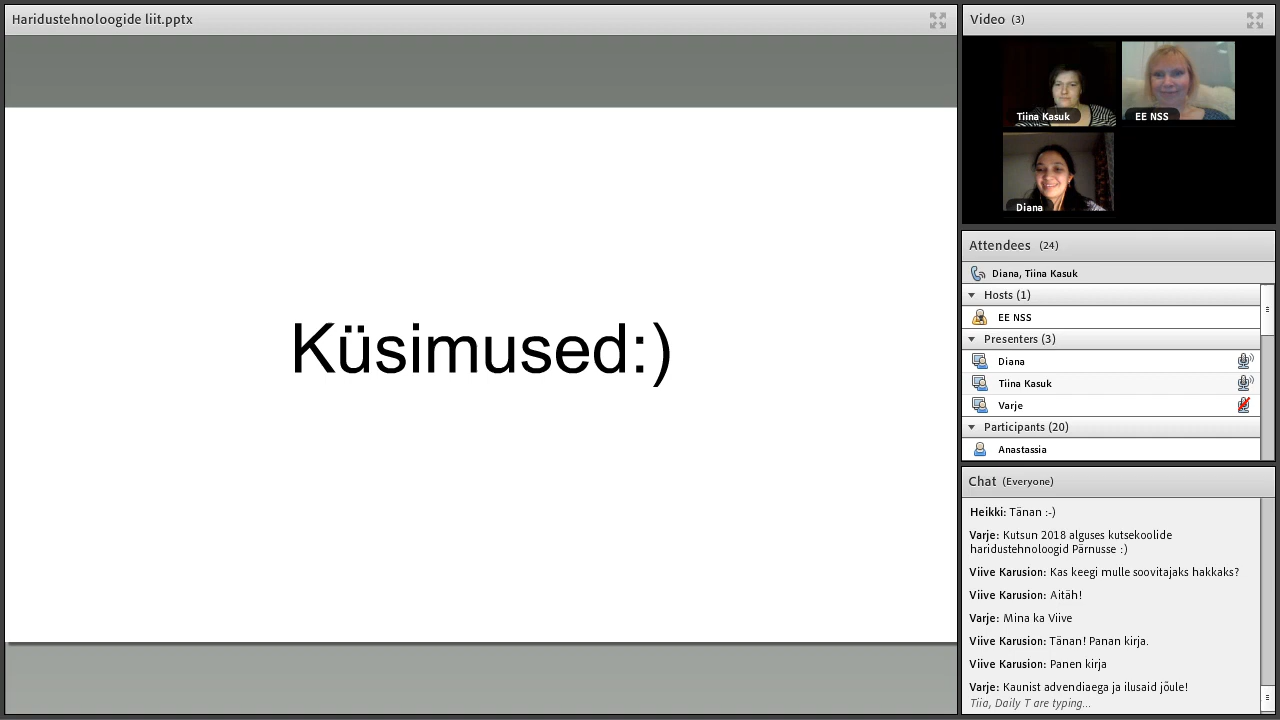 Haridustehnoloogide liit.pptx
Küsimused:)
Video (3)
Tiina Kasuk
EE NSS
Diana
Attendees (24)
Diana, Tiina Kasuk
Hosts (1)
EE NSS
Presenters (3)
Diana
Tiina Kasuk
Varje
Participants (20)
Anastassia
Chat (Everyone)
Heikki: Tänan :-)
Varje: Kutsun 2018 alguses kutsekoolide
haridustehnoloogid Pärnusse :)
Viive Karusion: Kas keegi mulle soovitajaks hakkaks?
Viive Karusion: Aitäh!
Varje: Mina ka Viive
Viive Karusion: Tänan! Panan kirja.
Viive Karusion: Panen kirja
Varje: Kaunist advendiaega ja ilusaid jõule!
Tiia, Daily T are typing...